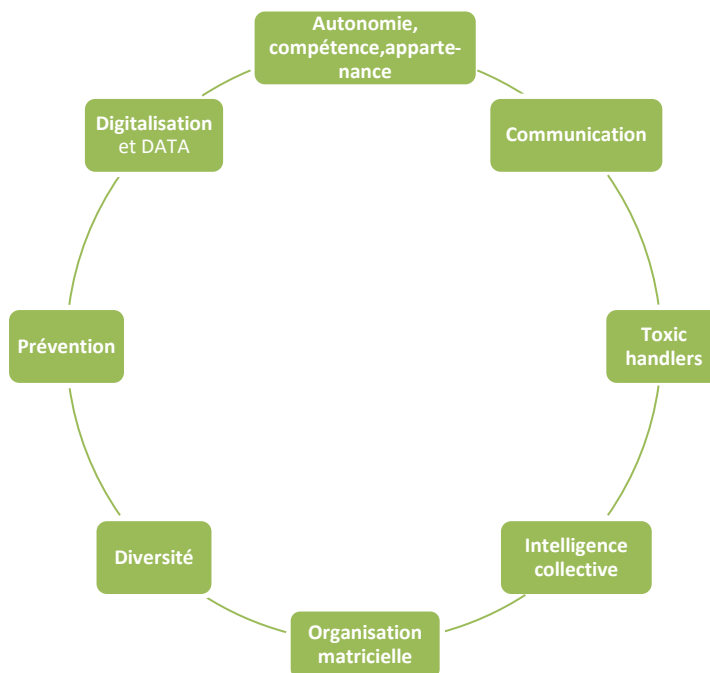 Autonomie,
compétence,apparte-
nance
Communication
Toxic
handlers
Intelligence
collective
Organisation
matricielle
Diversité
Prévention
Digitalisation
et DATA